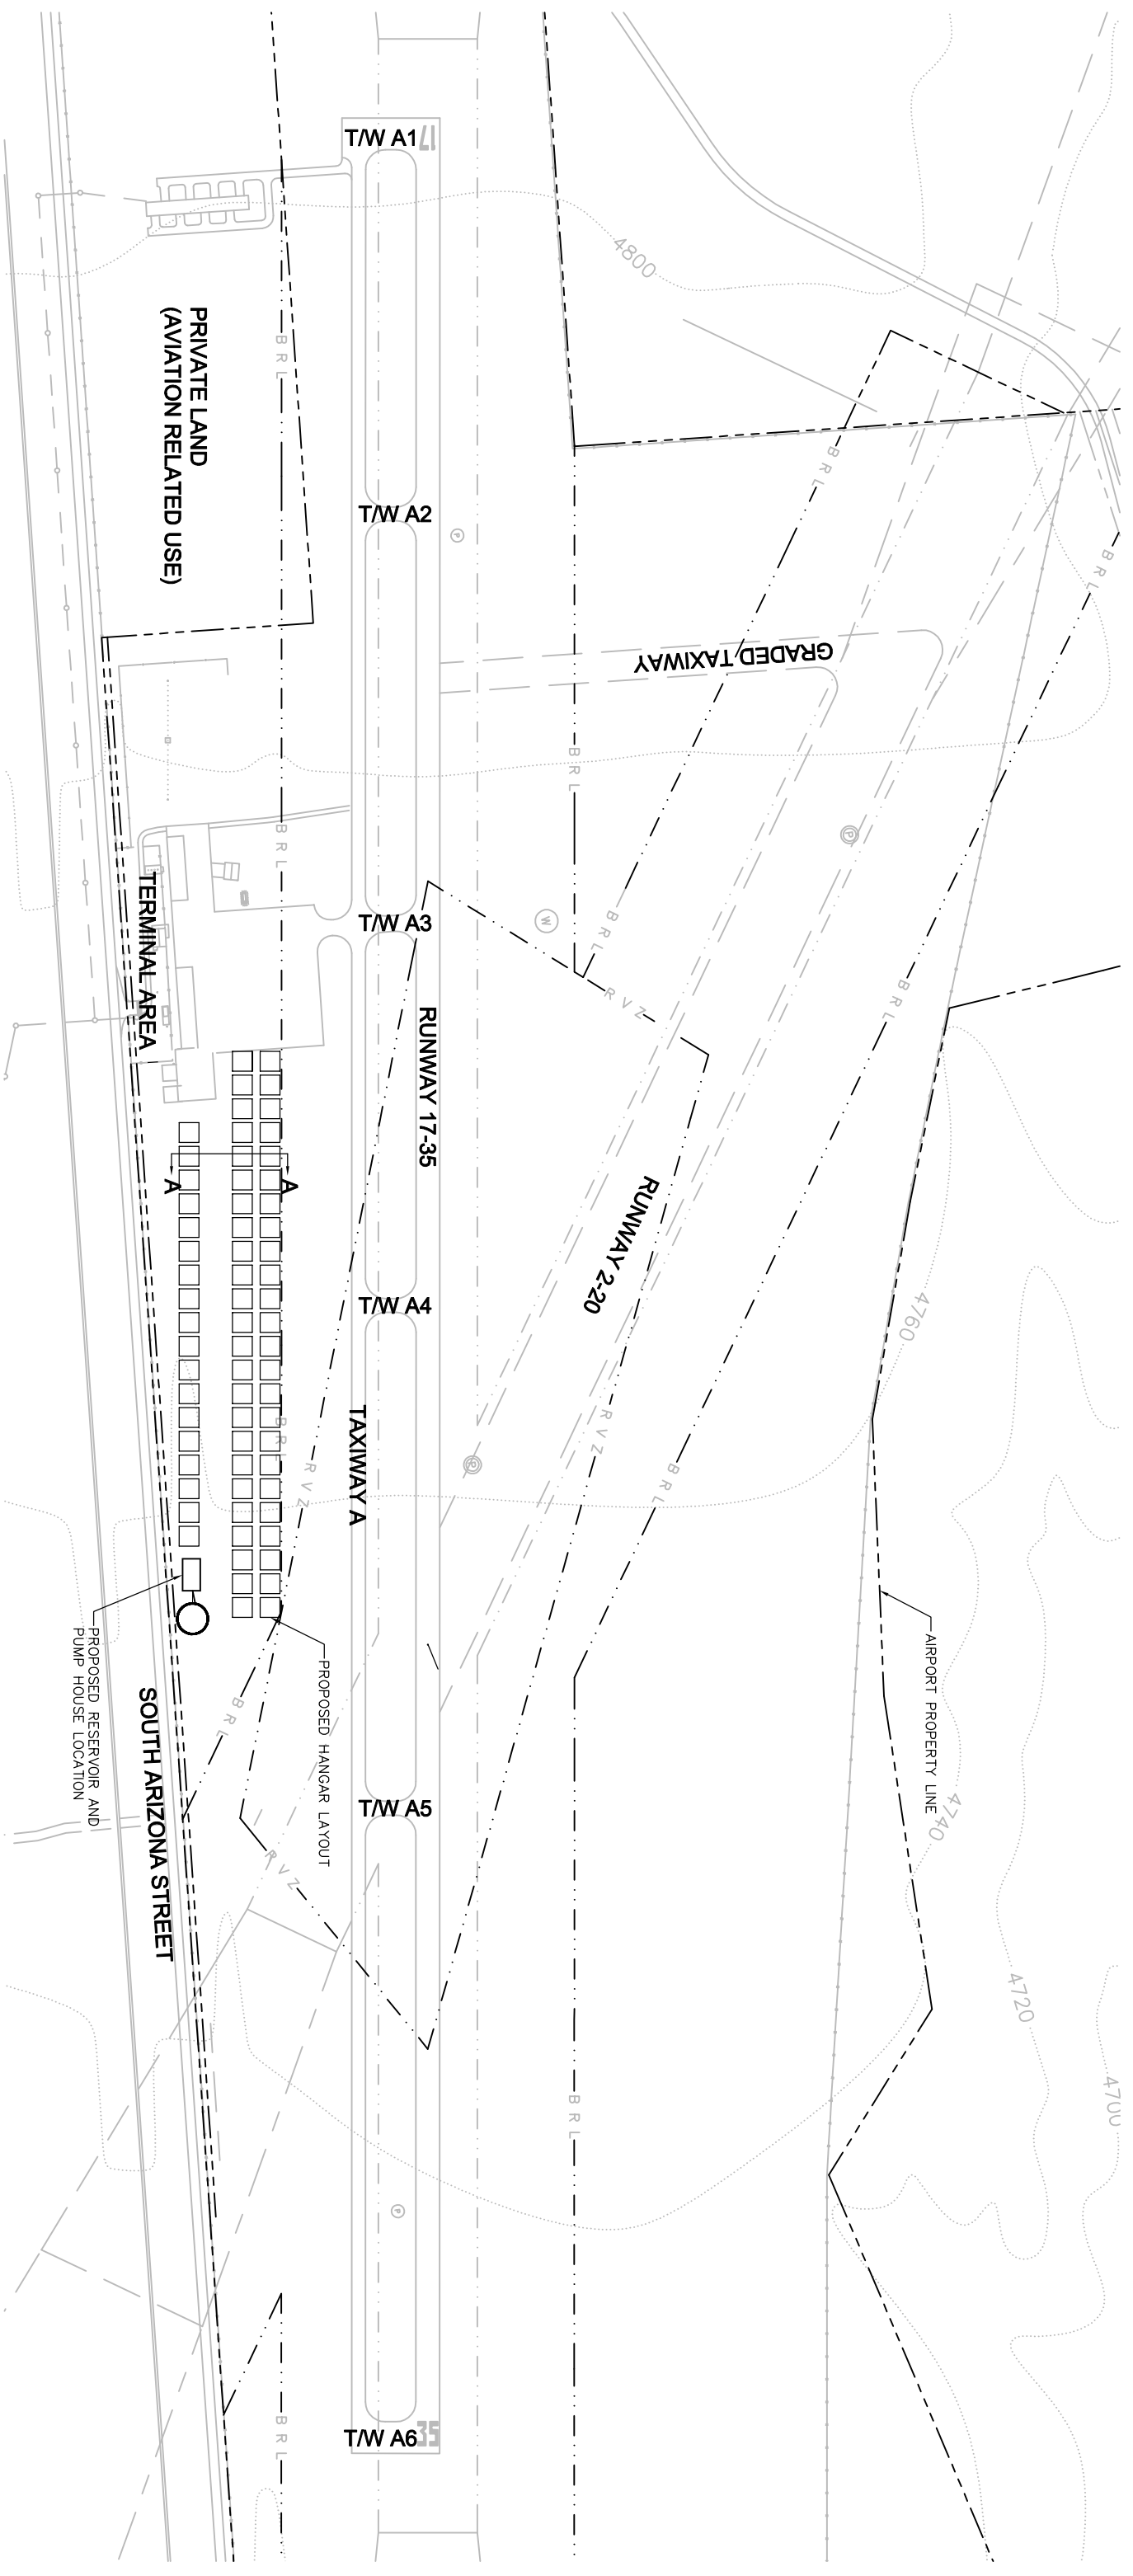 T/W A1
17
4800
PRIVATE LAND
(AVIATION RELATED USE)
B R L
B R L
B R L
T/W A2
P
GRADED TAXIWAY
B R L
B R L
P
TERMINAL AREA
T/W A3
W
B R L
R V Z
B R L
RUNWAY 17-35
A
A
RUNWAY 2-20
T/W A4
4760
TAXIWAY A
B R L
R V Z
P
R V Z
B R L
PROPOSED RESERVOIR AND
PUMP HOUSE LOCATION
SOUTH ARIZONA STREET
B R L
PROPOSED HANGAR LAYOUT
AIRPORT PROPERTY LINE
T/W A5
4740
R V Z
4720
4700
B R L
P
B R L
T/W A6
35